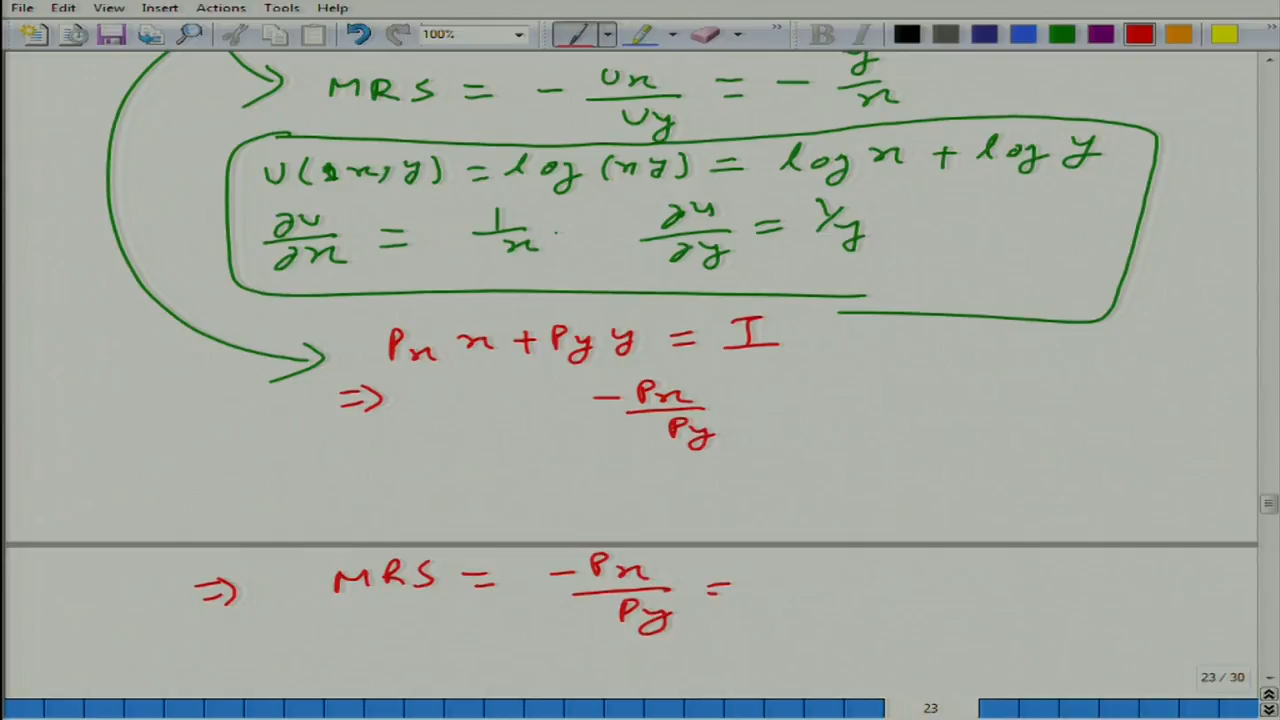 File Edit View Insert Actions Tools Help
100%
B I
MRS = - Ux/Uy = - y/x
U(x,y) = log(xy) = log x + log y
∂U/∂x = 1/x ∂U/∂y = 1/y
Px x + Py y = I
⇒ - Px/Py
⇒ MRS = - Px/Py =
23 / 30
23